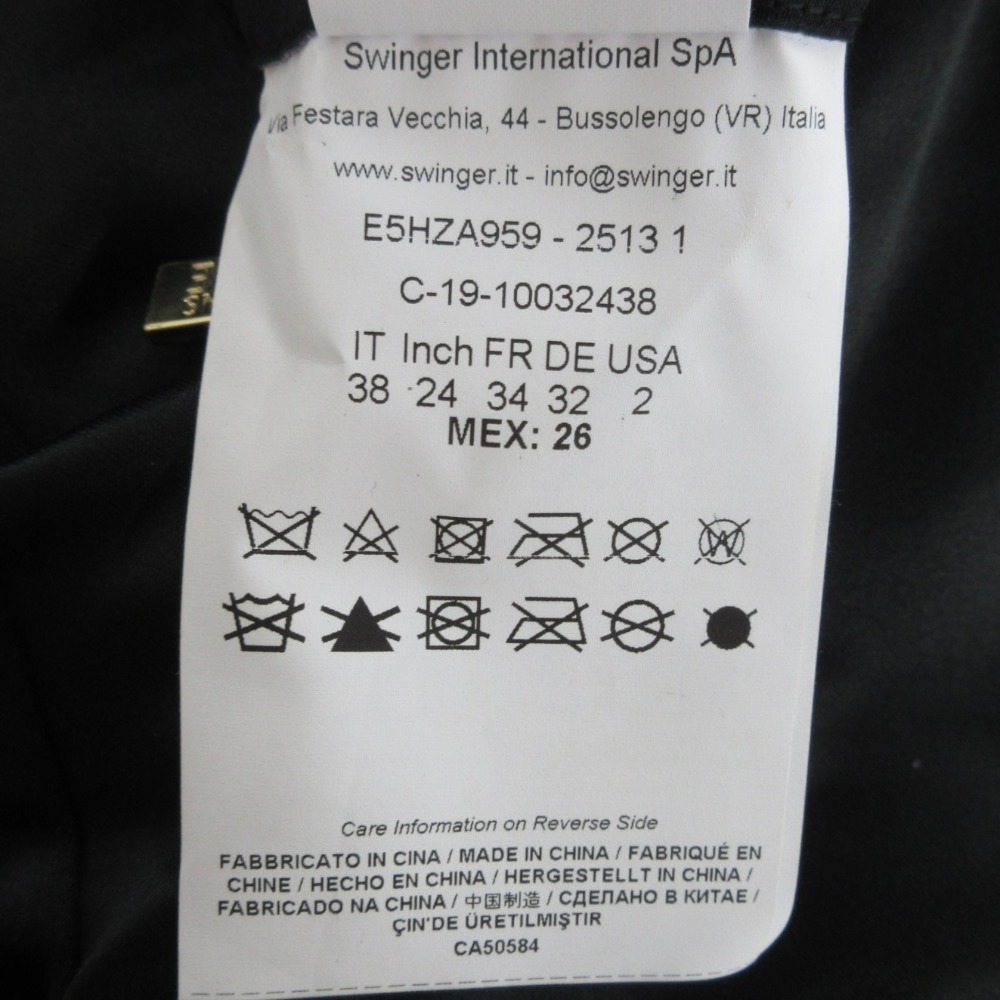 Swinger International SpA
Via Festara Vecchia, 44 - Bussolengo (VR) Italia
www.swinger.it - info@swinger.it
E5HZA959 - 2513 1
C-19-10032438
IT Inch FR DE USA
38 24 34 32 2
MEX: 26
W
Care Information on Reverse Side
FABBRICATO IN CINA / MADE IN CHINA / FABRIQUÉ EN
CHINE / HECHO EN CHINA / HERGESTELLT IN CHINA /
FABRICADO NA CHINA / 中国制造 / СДЕЛАНО В КИТАЕ /
ÇIN'DE ÜRETILMIŞTIR
CA50584